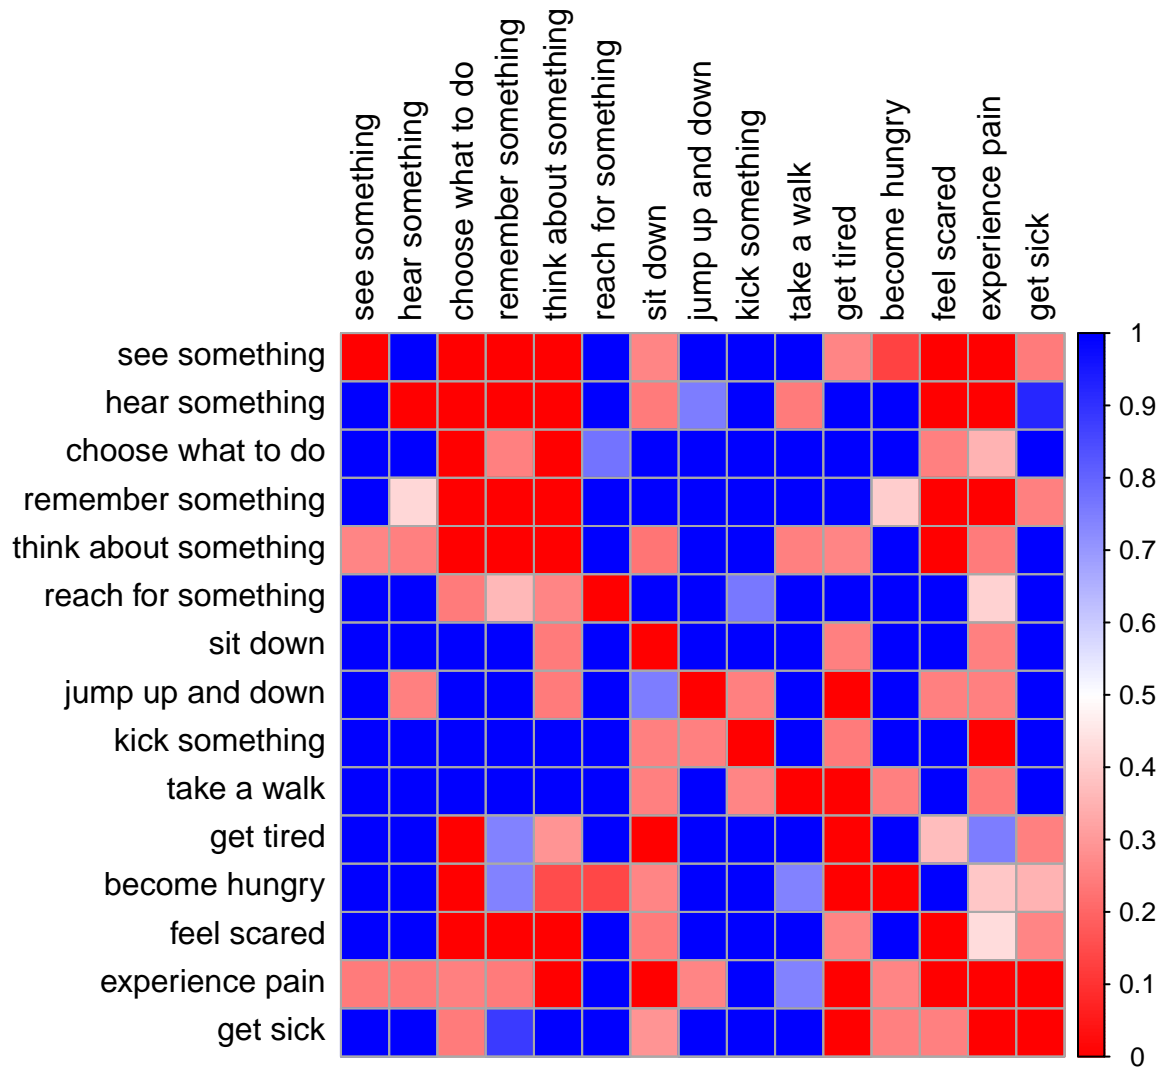 see something
hear something
choose what to do
remember something
think about something
reach for something
sit down
jump up and down
kick something
take a walk
get tired
become hungry
feel scared
experience pain
get sick
see something
hear something
choose what to do
remember something
think about something
reach for something
sit down
jump up and down
kick something
take a walk
get tired
become hungry
feel scared
experience pain
get sick
1
0.9
0.8
0.7
0.6
0.5
0.4
0.3
0.2
0.1
0